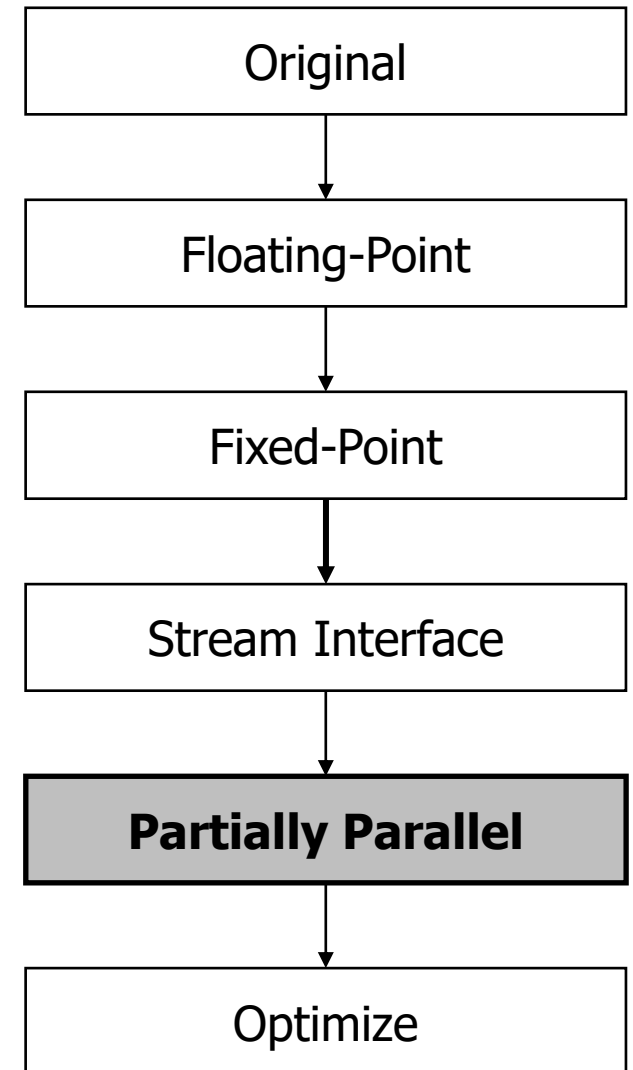 Original
Floating-Point
Fixed-Point
Stream Interface
Partially Parallel
Optimize